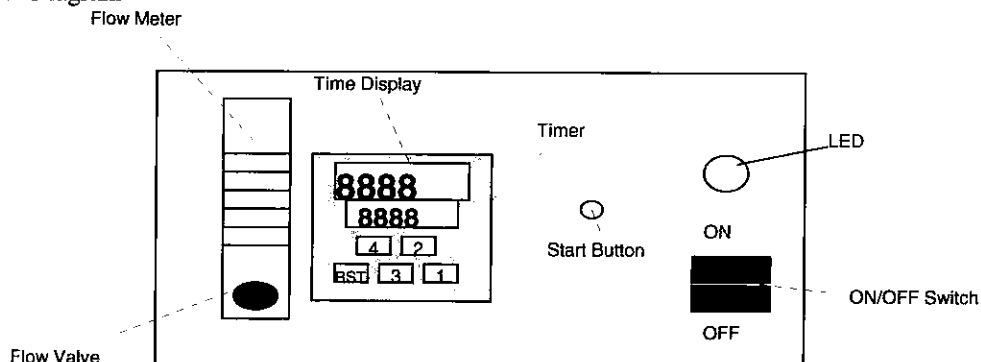 Flow Meter
Time Display
Timer
LED
8888
8888
4 2
RST 3 1
Start Button
ON
ON/OFF Switch
OFF
Flow Valve